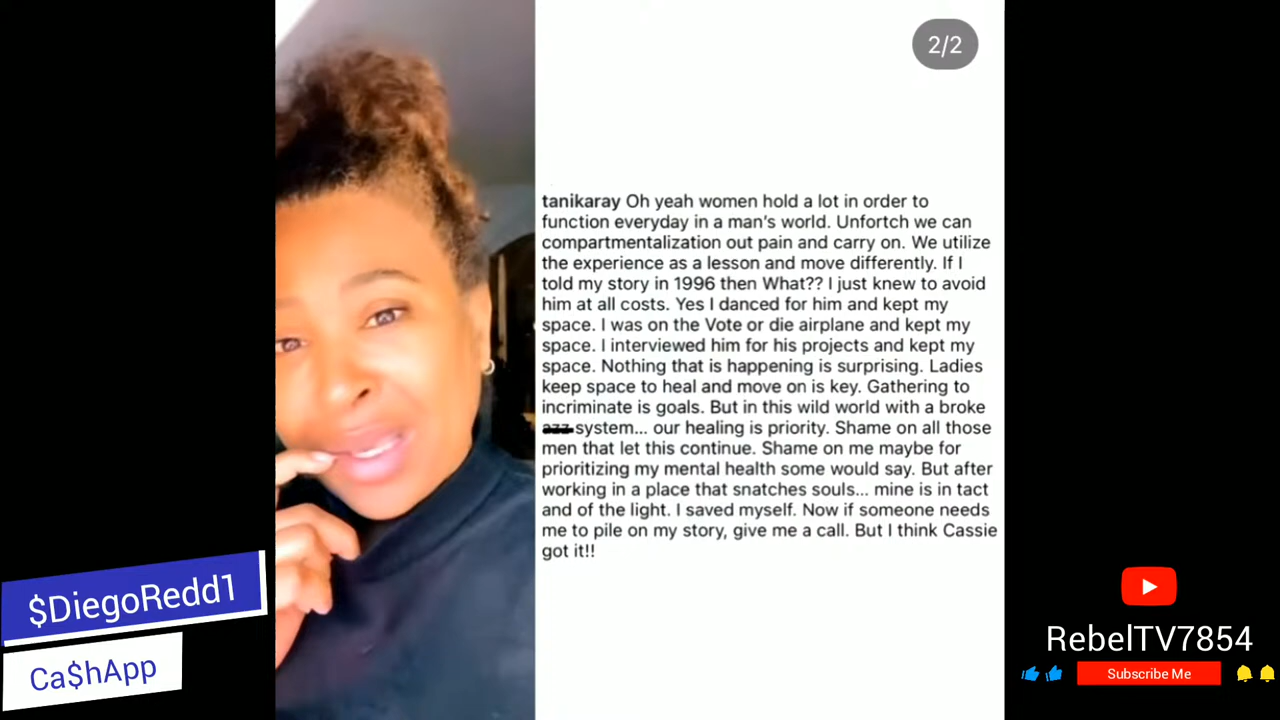 2/2
tanikaray Oh yeah women hold a lot in order to
function everyday in a man's world. Unfortch we can
compartmentalization out pain and carry on. We utilize
the experience as a lesson and move differently. If I
told my story in 1996 then What?? I just knew to avoid
him at all costs. Yes I danced for him and kept my
space. I was on the Vote or die airplane and kept my
space. I interviewed him for his projects and kept my
space. Nothing that is happening is surprising. Ladies
keep space to heal and move on is key. Gathering to
incriminate is goals. But in this wild world with a broke
system... our healing is priority. Shame on all those
men that let this continue. Shame on me maybe for
prioritizing my mental health some would say. But after
working in a place that snatches souls... mine is in tact
and of the light. I saved myself. Now if someone needs
me to pile on my story, give me a call. But I think Cassie
got it!!
$DiegoRedd1
Ca$hApp
RebelTV7854
Subscribe Me